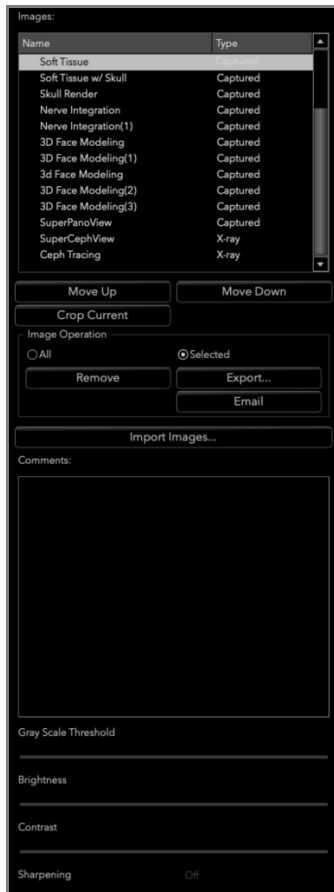 Images:
Name Type
Soft Tissue Captured
Soft Tissue w/ Skull Captured
Skull Render Captured
Nerve Integration Captured
Nerve Integration(1) Captured
3D Face Modeling Captured
3D Face Modeling(1) Captured
3d Face Modeling Captured
3D Face Modeling(2) Captured
3D Face Modeling(3) Captured
SuperPanoView Captured
SuperCephView X-ray
Ceph Tracing X-ray
Move Up Move Down
Crop Current
Image Operation
All Selected
Remove Export...
Email
Import Images...
Comments:
Gray Scale Threshold
Brightness
Contrast
Sharpening Off